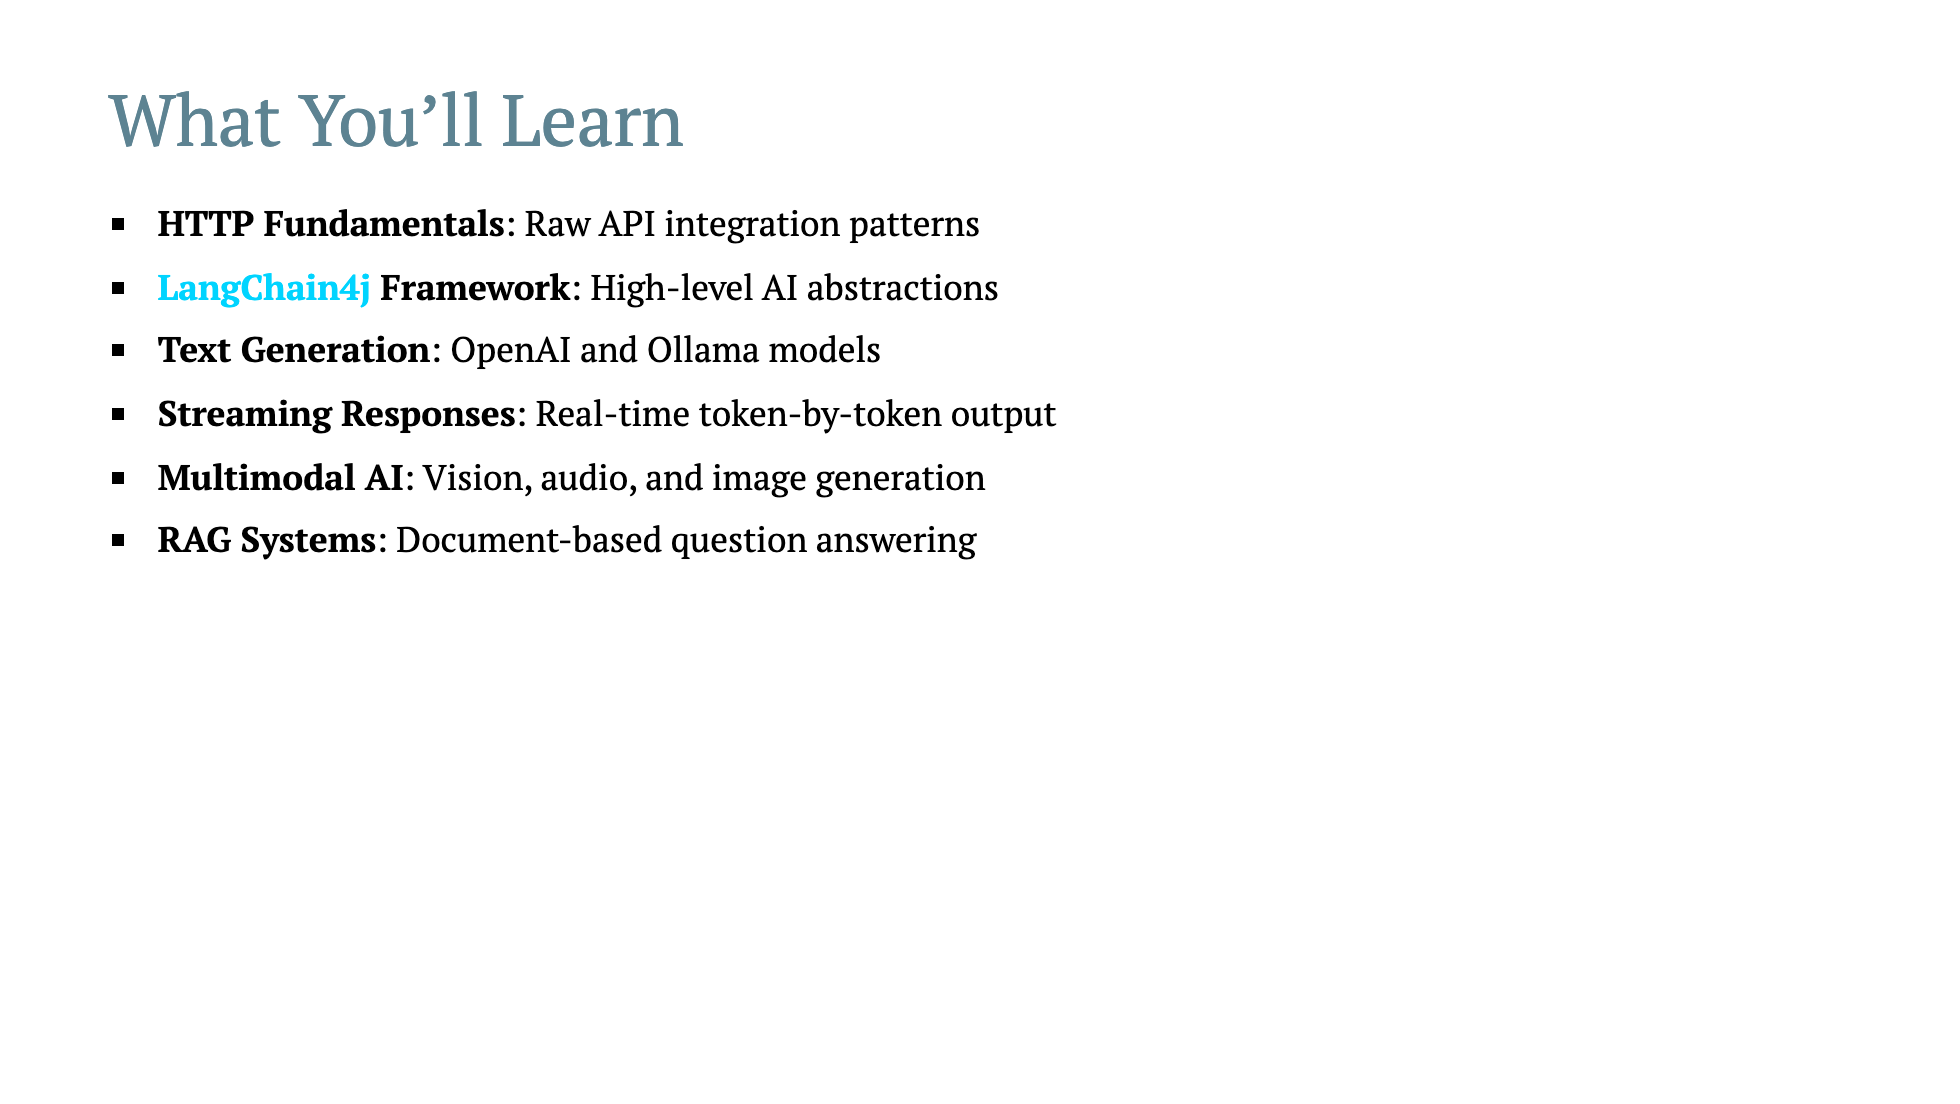 What You’ll Learn
▪ HTTP Fundamentals: Raw API integration patterns
▪ LangChain4j Framework: High-level AI abstractions
▪ Text Generation: OpenAI and Ollama models
▪ Streaming Responses: Real-time token-by-token output
▪ Multimodal AI: Vision, audio, and image generation
▪ RAG Systems: Document-based question answering